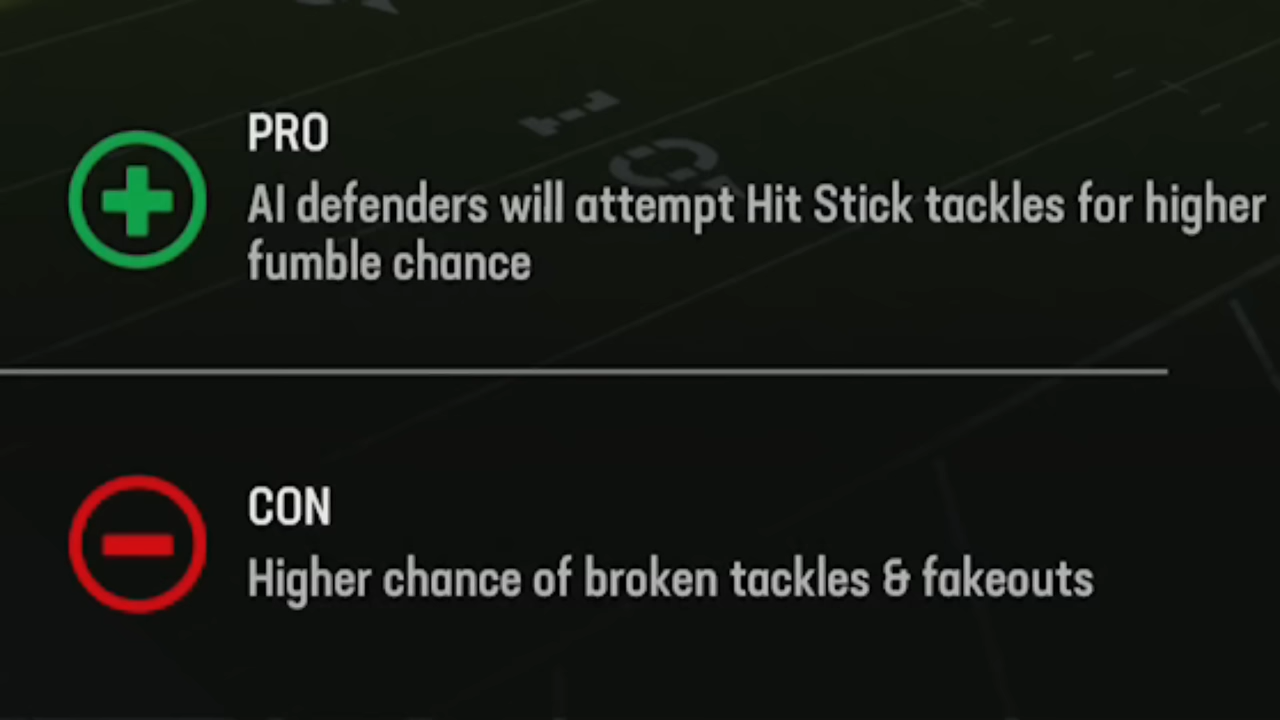 PRO
AI defenders will attempt Hit Stick tackles for higher
fumble chance
CON
Higher chance of broken tackles & fakeouts